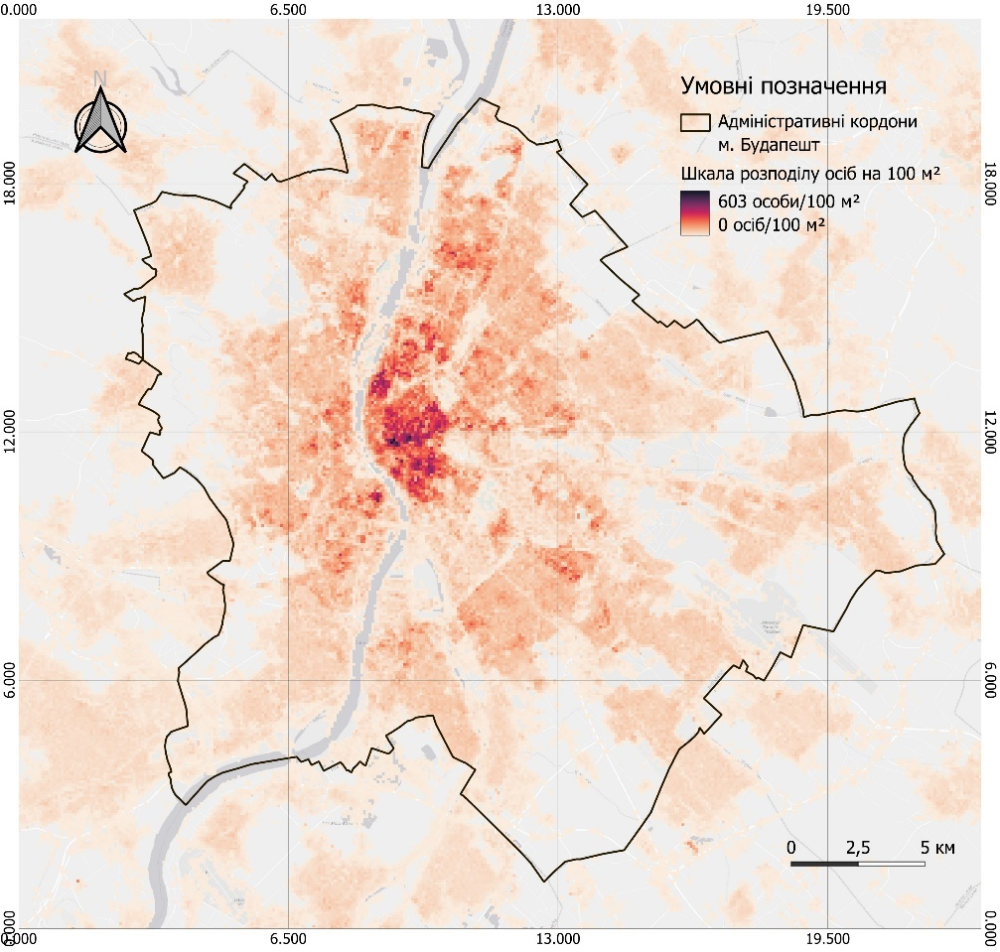 0.000 6.500 13.000 19.500
N
Умовні позначення
Адміністративні кордони
м. Будапешт
Шкала розподілу осіб на 100 м²
603 особи/100 м²
0 осіб/100 м²
18.000 18.000
12.000 12.000
6.000 6.000
0 2,5 5 км
0.000 0.000
0.000 6.500 13.000 19.500